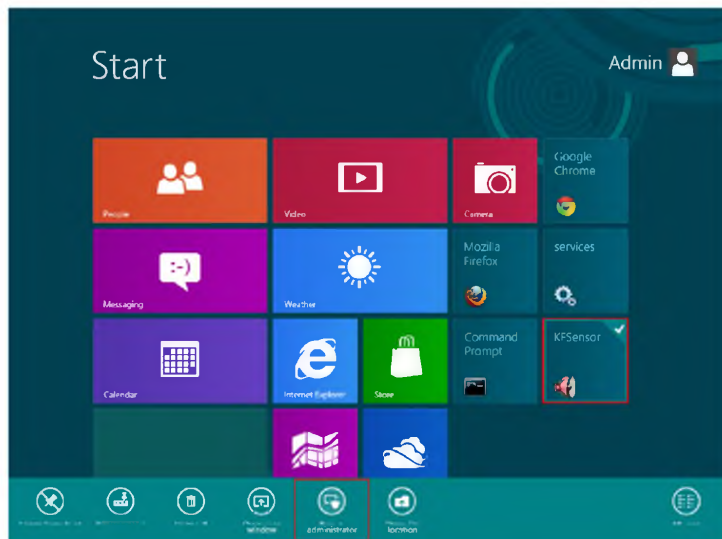 Start
Admin
People
Video
Camera
Google
Chrome
Messaging
:-)
Weather
Mozilla
Firefox
services
Calendar
Internet Explorer
Store
Command
Prompt
KFSensor
window
administrator
location